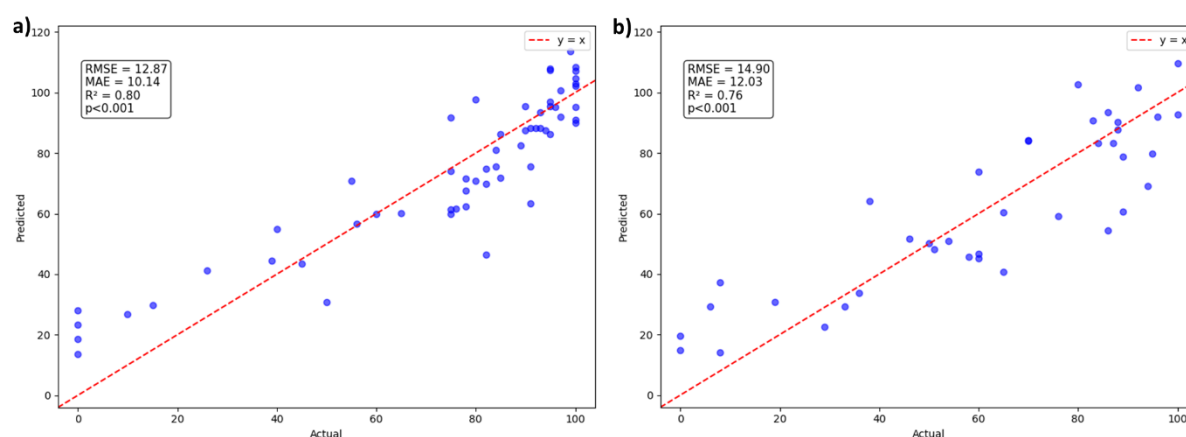 a)
120
100
80
60
40
20
0
Predicted
RMSE = 12.87
MAE = 10.14
R² = 0.80
p<0.001
y = x
0
20
40
60
80
100
Actual
b)
120
100
80
60
40
20
0
Predicted
RMSE = 14.90
MAE = 12.03
R² = 0.76
p<0.001
y = x
0
20
40
60
80
100
Actual